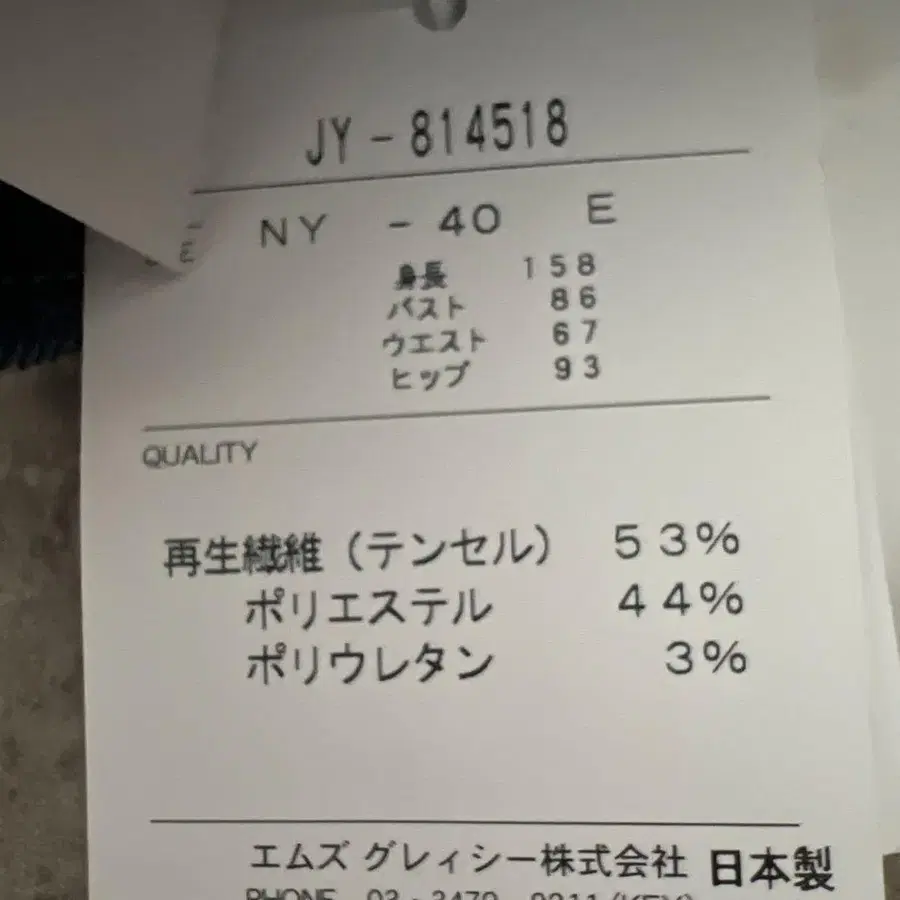 JY-814518
NY -40 E
身長 158
バスト 86
ウエスト 67
ヒップ 93
QUALITY
再生繊維(テンセル) 53%
ポリエステル 44%
ポリウレタン 3%
エムズ グレィシー株式会社 日本製
PHONE 03-3470